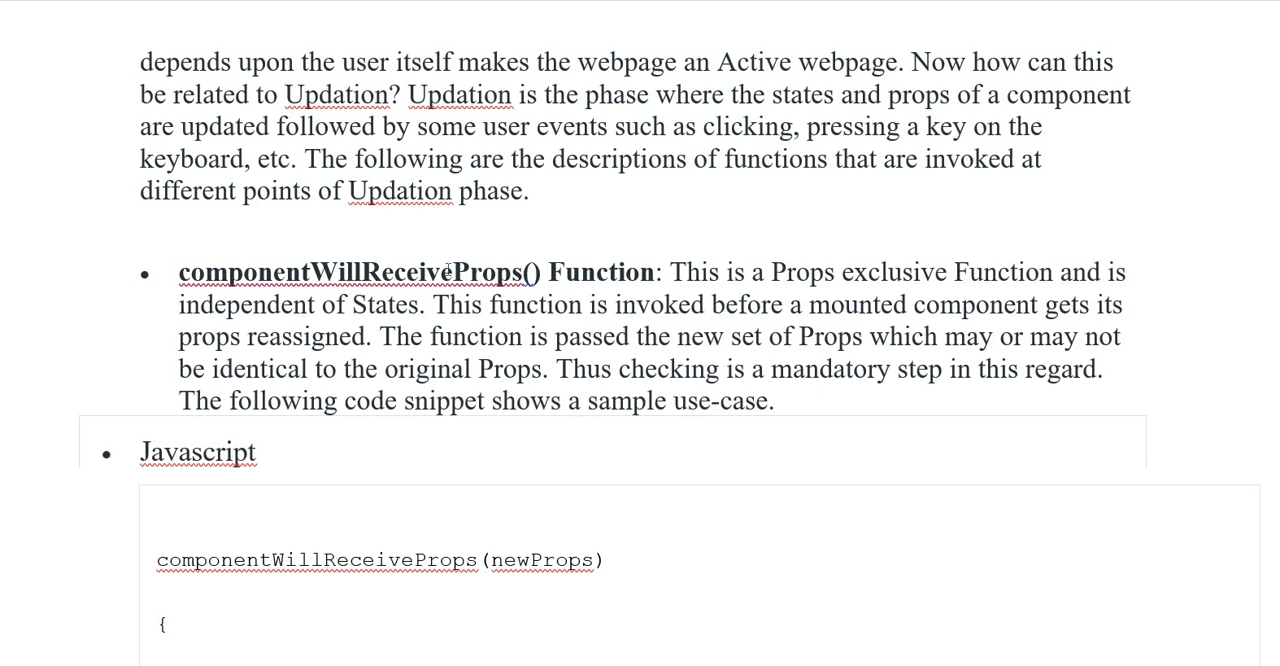 depends upon the user itself makes the webpage an Active webpage. Now how can this
be related to Updation? Updation is the phase where the states and props of a component
are updated followed by some user events such as clicking, pressing a key on the
keyboard, etc. The following are the descriptions of functions that are invoked at
different points of Updation phase.
• componentWillReceiveProps() Function: This is a Props exclusive Function and is
independent of States. This function is invoked before a mounted component gets its
props reassigned. The function is passed the new set of Props which may or may not
be identical to the original Props. Thus checking is a mandatory step in this regard.
The following code snippet shows a sample use-case.
• Javascript
componentWillReceiveProps(newProps)
{